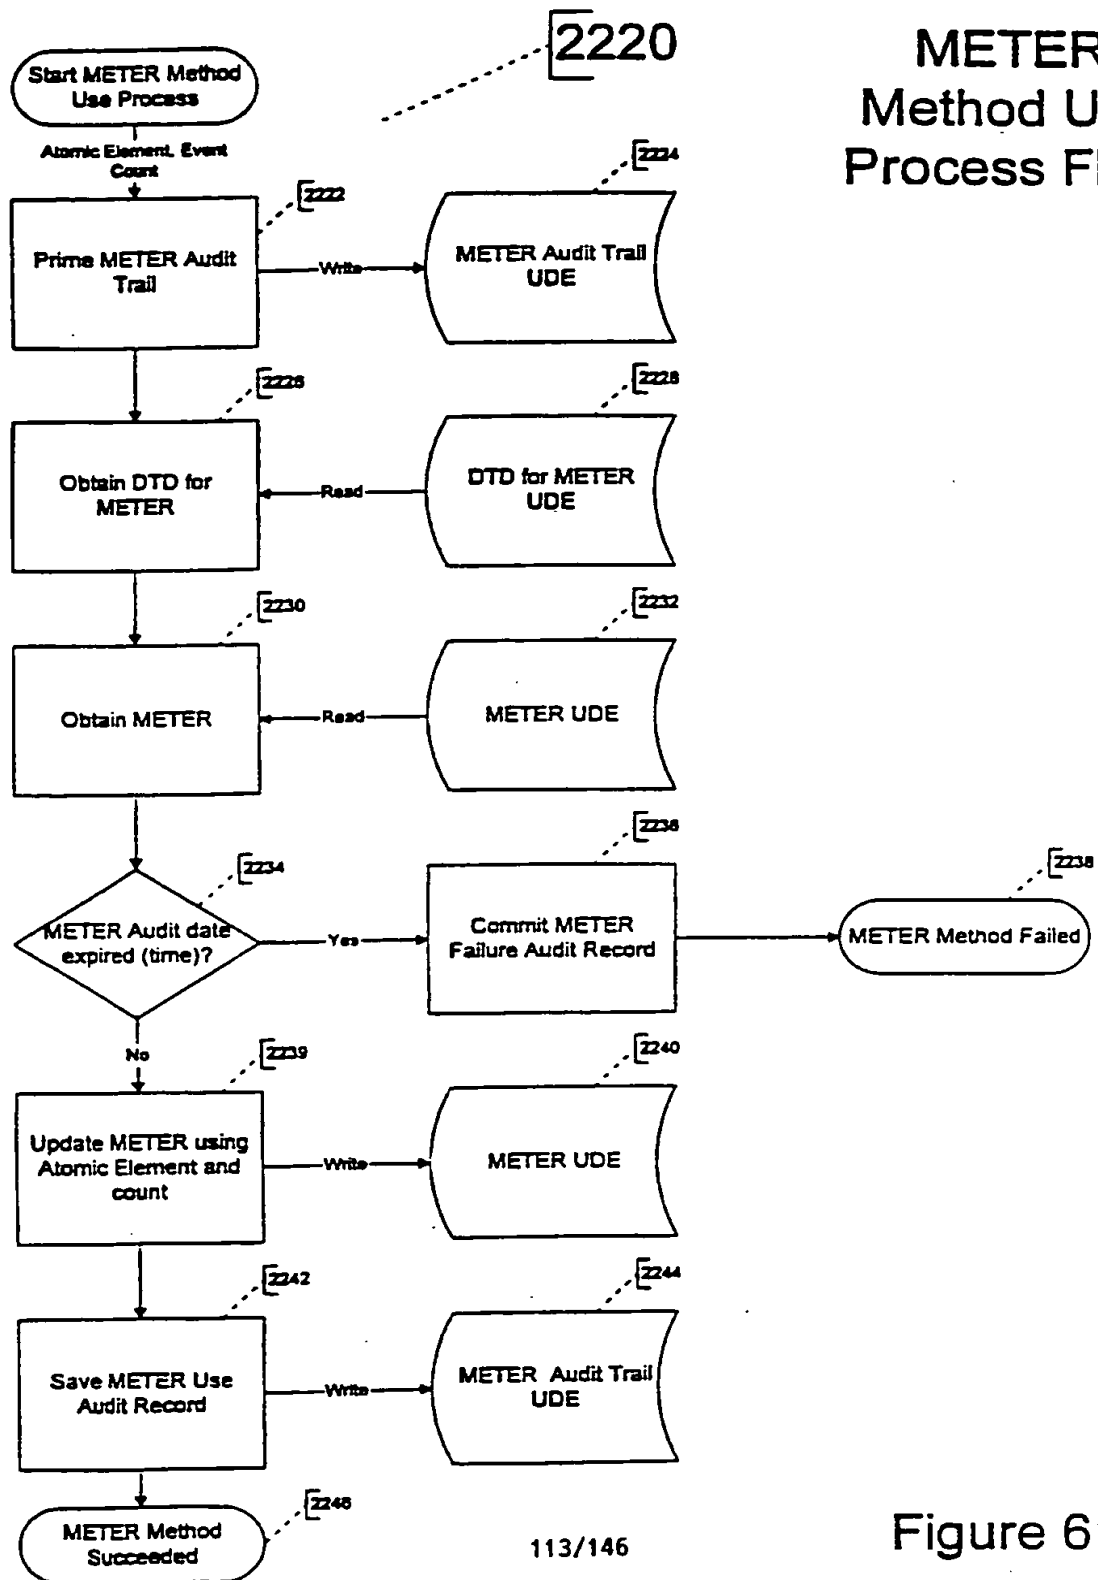 2220
METER
Method U
Process F
Start METER Method
Use Process
Atomic Element, Event
Count
2222
Prime METER Audit
Trail
Write
2224
METER Audit Trail
UDE
2226
Obtain DTD for
METER
Read
2228
DTD for METER
UDE
2230
Obtain METER
Read
2232
METER UDE
2234
METER Audit date
expired (time)?
Yes
2236
Commit METER
Failure Audit Record
2238
METER Method Failed
No
2239
Update METER using
Atomic Element and
count
Write
2240
METER UDE
2242
Save METER Use
Audit Record
Write
2244
METER Audit Trail
UDE
2246
METER Method
Succeeded
113/146
Figure 6